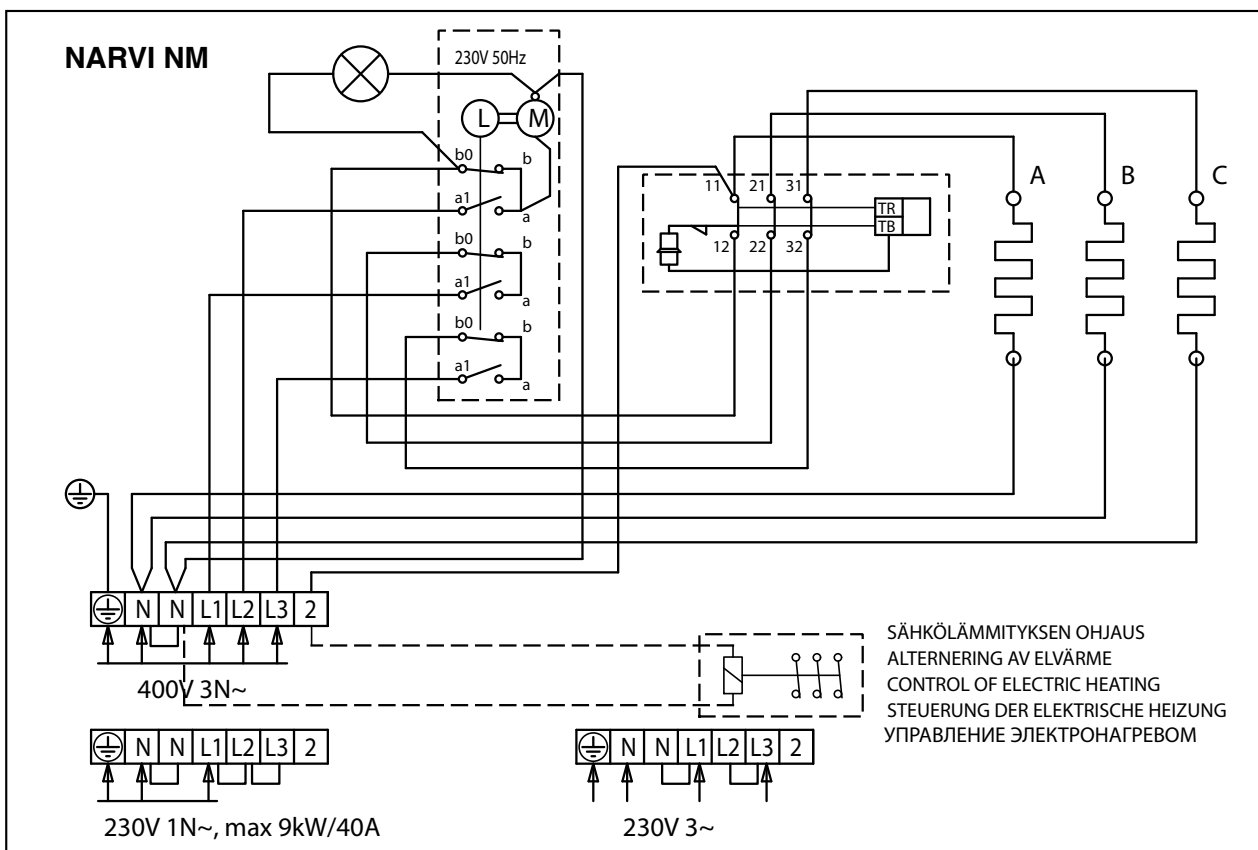 NARVI NM
230V 50Hz
L M
b0 b
a1 a
b0 b
a1 a
b0 b
a1 a
11 21 31
TR
TB
12 22 32
A B C
N N L1 L2 L3 2
400V 3N~
SÄHKÖLÄMMITYKSEN OHJAUS
ALTERNERING AV ELVÄRME
CONTROL OF ELECTRIC HEATING
STEUERUNG DER ELEKTRISCHE HEIZUNG
УПРАВЛЕНИЕ ЭЛЕКТРОНАГРЕВОМ
N N L1 L2 L3 2
230V 1N~, max 9kW/40A
N N L1 L2 L3 2
230V 3~